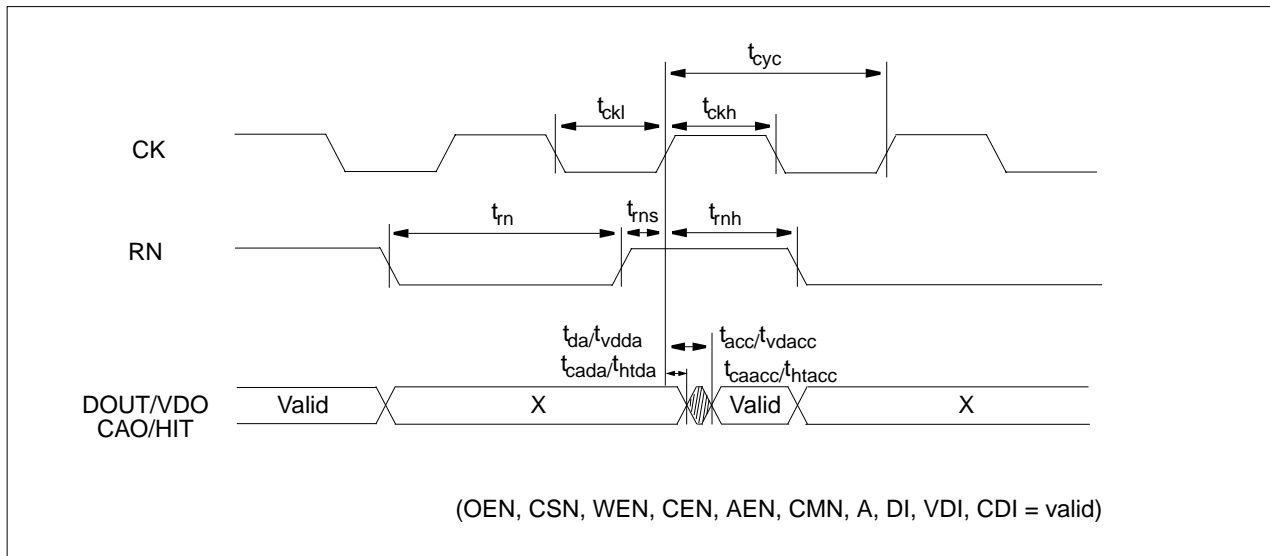 tcyc
tckl
tckh
CK
trn
trns
trnh
RN
tda/tvdda
tacc/tvdacc
tcada/thtda
tcaacc/thtacc
DOUT/VDO
CAO/HIT
Valid
X
Valid
X
(OEN, CSN, WEN, CEN, AEN, CMN, A, DI, VDI, CDI = valid)